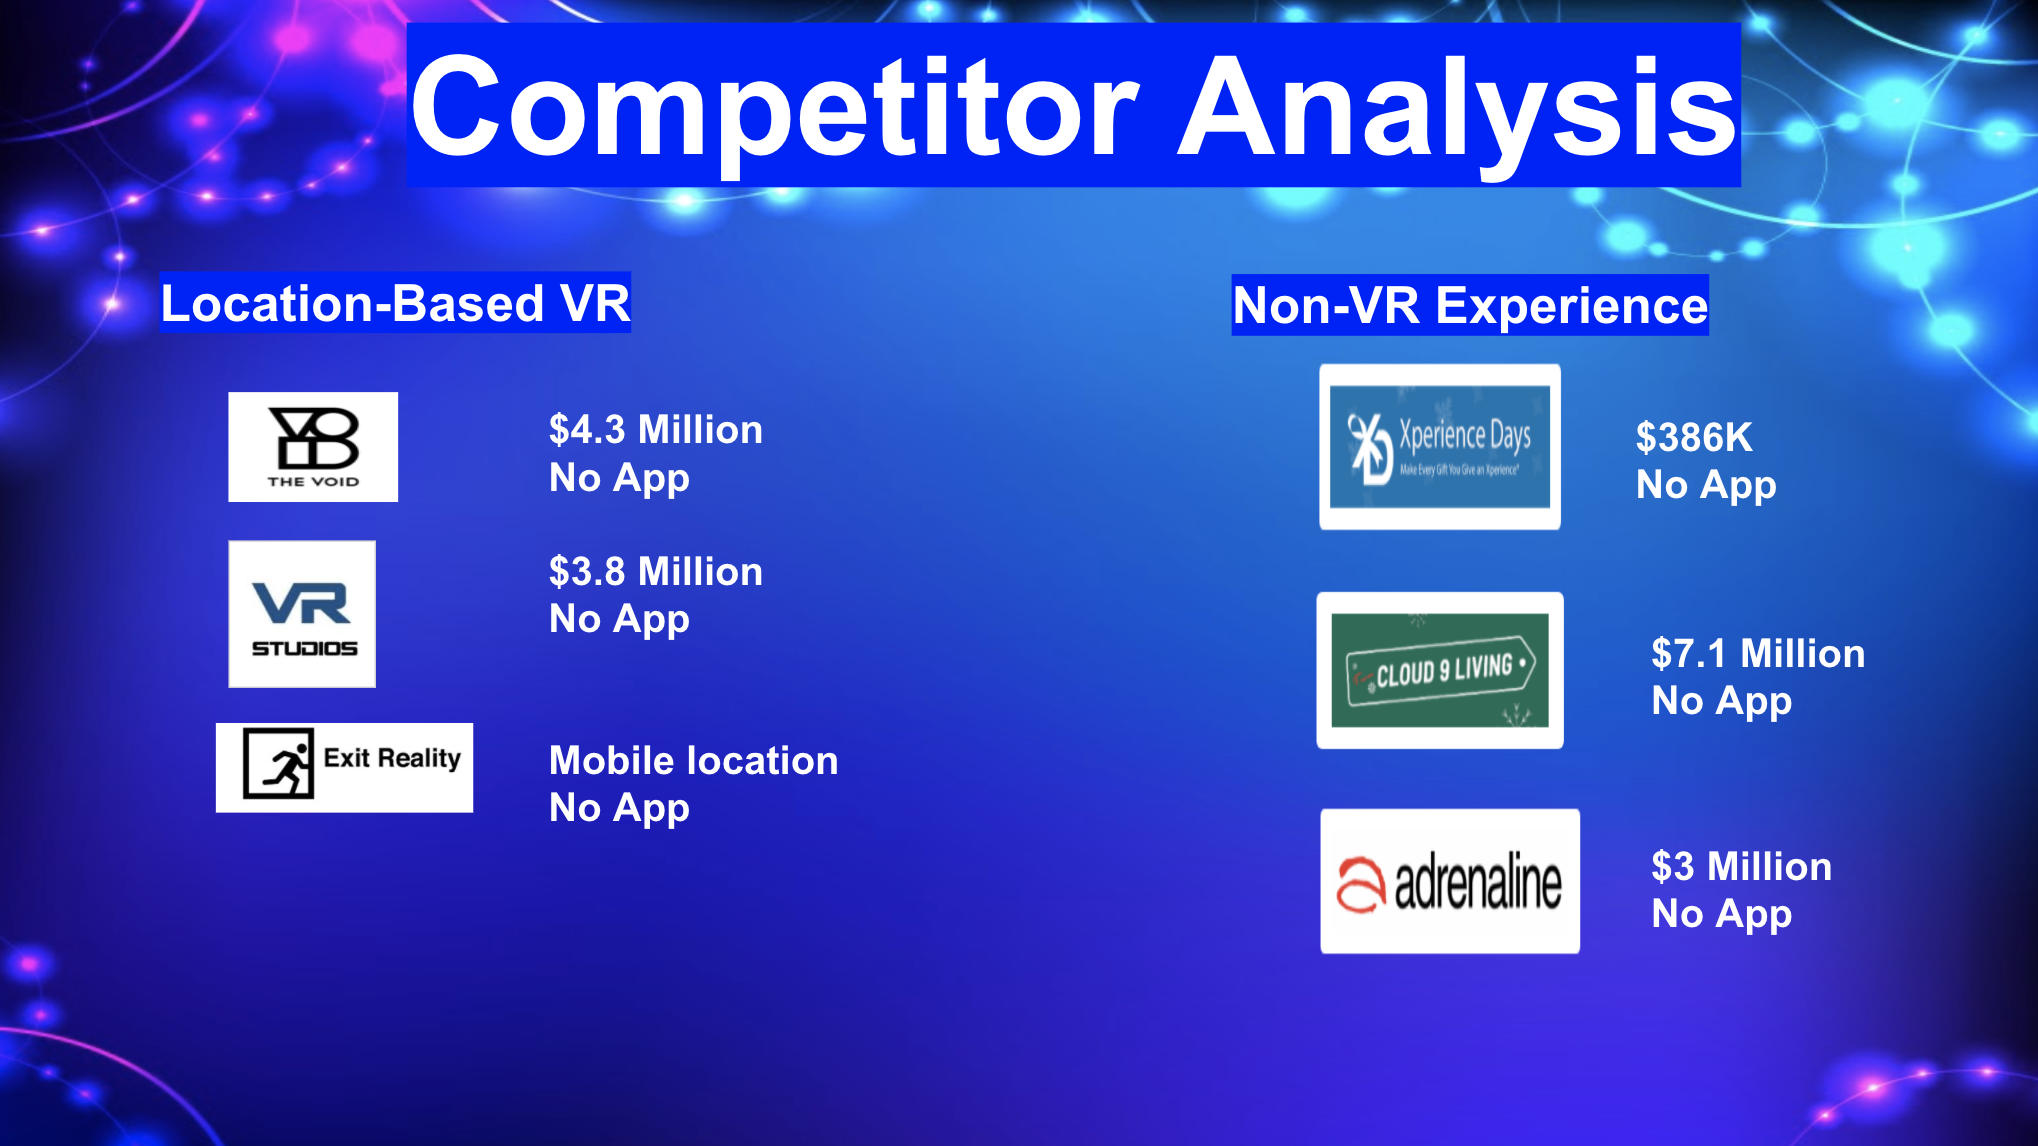 Competitor Analysis
Location-Based VR
VOID
THE VOID
$4.3 Million
No App
VR
STUDIOS
$3.8 Million
No App
Exit Reality
Mobile location
No App
Non-VR Experience
XD
Xperience Days
Make Every Gift You Give an Xperience®
$386K
No App
CLOUD 9 LIVING
$7.1 Million
No App
adrenaline
$3 Million
No App